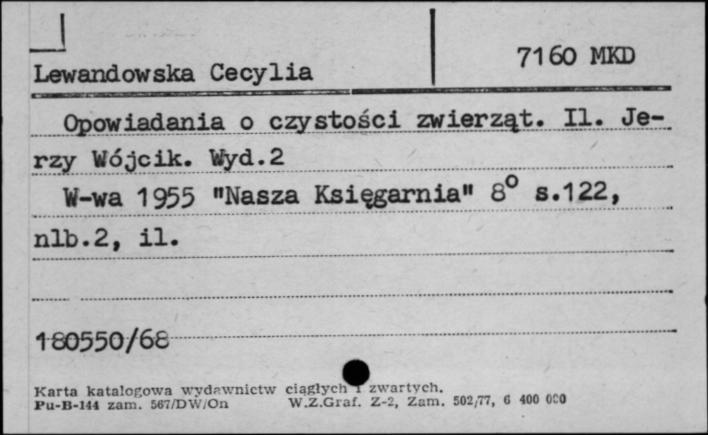 7160 MKD
Lewandowska Cecylia
Opowiadania o czystości zwierząt. Il. Je-
rzy Wójcik. Wyd.2
W-wa 1955 "Nasza Księgarnia" 8° s.122,
nlb.2, il.
180550/68
Karta katalogowa wydawnictw ciągłych i zwartych.
Pu-B-144 zam. 567/DW/On W.Z.Graf. Z-2, Zam. 502/77, 6 400 000